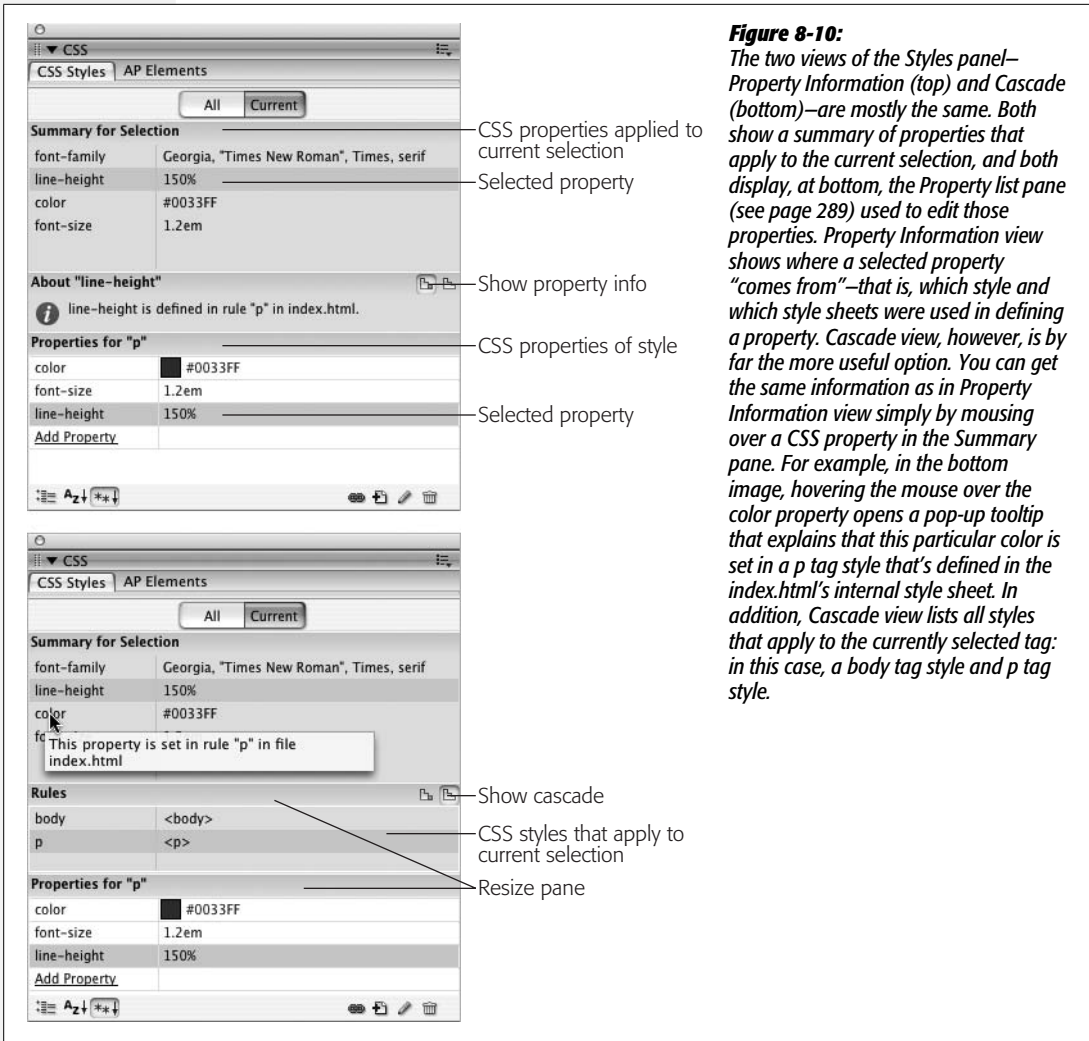 CSS
CSS Styles AP Elements
All Current
Summary for Selection
font-family Georgia, "Times New Roman", Times, serif
line-height 150%
color #0033FF
font-size 1.2em
About "line-height"
line-height is defined in rule "p" in index.html.
Properties for "p"
color #0033FF
font-size 1.2em
line-height 150%
Add Property
CSS properties applied to
current selection
Selected property
Show property info
CSS properties of style
Selected property
CSS
CSS Styles AP Elements
All Current
Summary for Selection
font-family Georgia, "Times New Roman", Times, serif
line-height 150%
color #0033FF
This property is set in rule "p" in file
index.html
Rules
body <body>
p <p>
Properties for "p"
color #0033FF
font-size 1.2em
line-height 150%
Add Property
Show cascade
CSS styles that apply to
current selection
Resize pane
Figure 8-10:
The two views of the Styles panel—
Property Information (top) and Cascade
(bottom)—are mostly the same. Both
show a summary of properties that
apply to the current selection, and both
display, at bottom, the Property list pane
(see page 289) used to edit those
properties. Property Information view
shows where a selected property
“comes from”—that is, which style and
which style sheets were used in defining
a property. Cascade view, however, is by
far the more useful option. You can get
the same information as in Property
Information view simply by mousing
over a CSS property in the Summary
pane. For example, in the bottom
image, hovering the mouse over the
color property opens a pop-up tooltip
that explains that this particular color is
set in a p tag style that’s defined in the
index.html’s internal style sheet. In
addition, Cascade view lists all styles
that apply to the currently selected tag:
in this case, a body tag style and p tag
style.